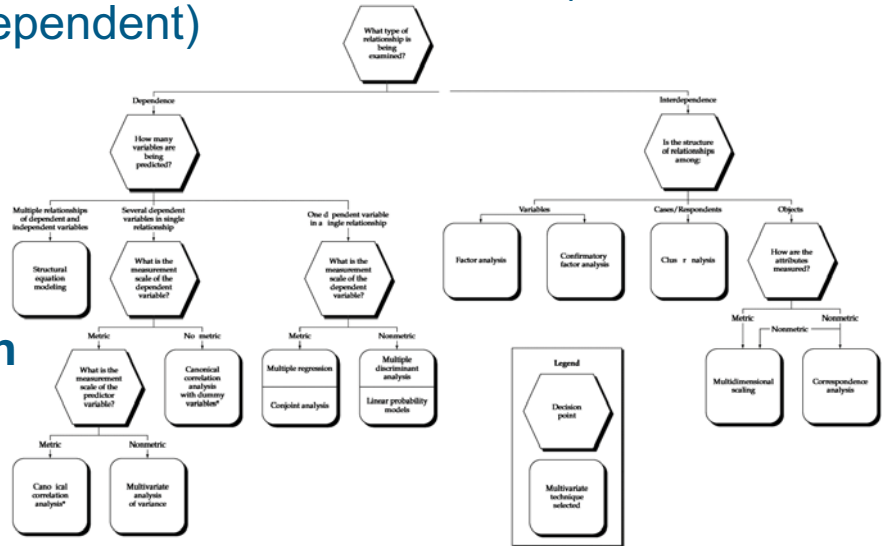 ependent)
What type of
relationship is
being
examined?
Dependence
Interdependence
How many
variables are
being
predicted?
Is the structure
of relationships
among:
Multiple relationships
of dependent and
independent variables
Several dependent
variables in single
relationship
One d pendent variable
in a ingle relationship
Variables
Cases/Respondents
Objects
Structural
equation
modeling
What is the
measurement
scale of the
dependent
variable?
What is the
measurement
scale of the
dependent
variable?
Factor analysis
Confirmatory
factor analysis
Clus r nalysis
How are the
attributes
measured?
Metric
No metric
Metric
Nonmetric
Metric
Nonmetric
Nonmetric
n
What is the
measurement
scale of the
predictor
variable?
Canonical
correlation
analysis
with dummy
variables*
Multiple regression
Conjoint analysis
Multiple
discriminant
analysis
Linear probability
models
Legend
Decision
point
Multivariate
technique
selected
Multidimensional
scaling
Correspondence
analysis
Metric
Nonmetric
Cano ical
correlation
analysis*
Multivariate
analysis
of variance